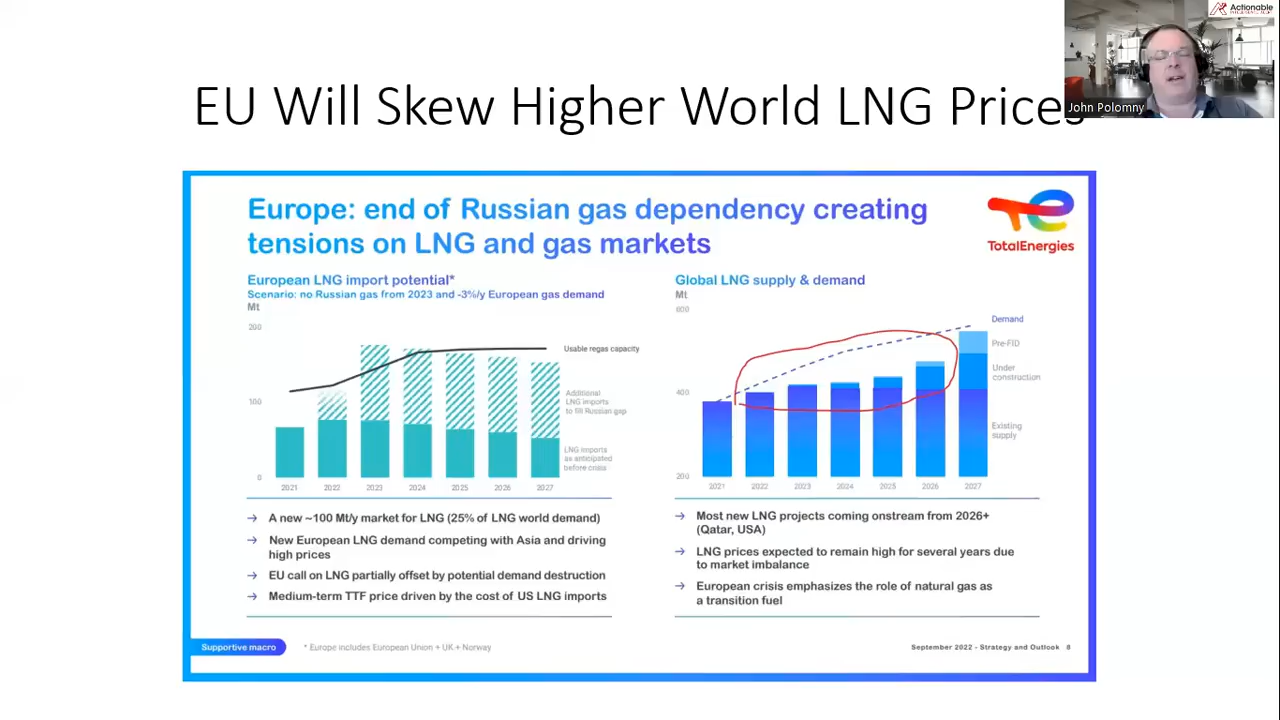 Actionable
John Polomny
EU Will Skew Higher World LNG Prices
Europe: end of Russian gas dependency creating
tensions on LNG and gas markets
TotalEnergies
European LNG import potential*
Scenario: no Russian gas from 2023 and -3%/y European gas demand
Mt
200
100
0
Usable regas capacity
Additional
LNG imports
to fill Russian gap
LNG imports
as anticipated
before crisis
2021 2022 2023 2024 2025 2026 2027
→ A new ~100 Mt/y market for LNG (25% of LNG world demand)
→ New European LNG demand competing with Asia and driving
high prices
→ EU call on LNG partially offset by potential demand destruction
→ Medium-term TTF price driven by the cost of US LNG imports
Global LNG supply & demand
Mt
600
400
200
Demand
Pre-FID
Under
construction
Existing
supply
2021 2022 2023 2024 2025 2026 2027
→ Most new LNG projects coming onstream from 2026+
(Qatar, USA)
→ LNG prices expected to remain high for several years due
to market imbalance
→ European crisis emphasizes the role of natural gas as
a transition fuel
Supportive macro
* Europe includes European Union + UK + Norway
September 2022 - Strategy and Outlook 8